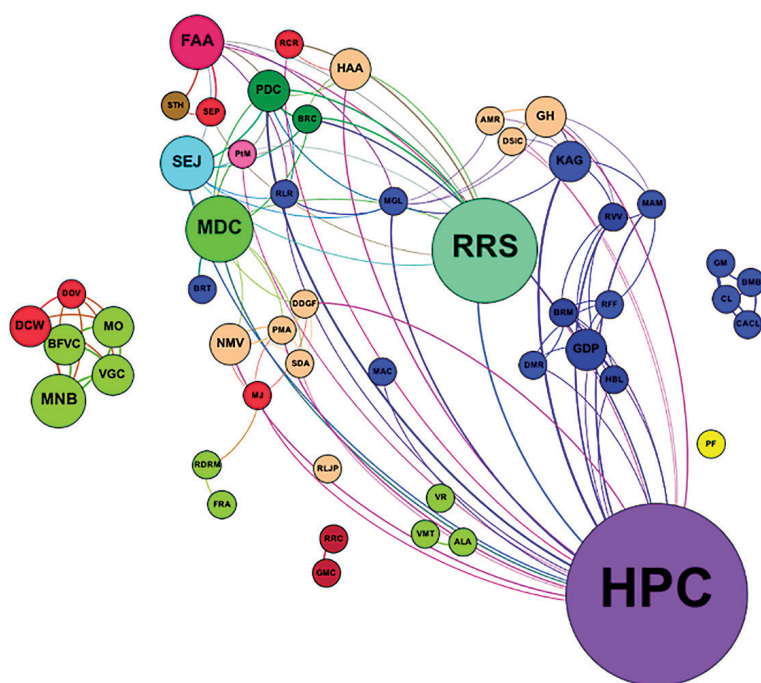 FAA
RCR
HAA
PDC
STH
SEP
BRC
AMR
GH
DSIC
PtM
SEJ
KAG
RLR
MGL
MAM
RVV
MDC
RRS
GM
BMB
BRT
CL
CACL
DOV
DDGF
RFF
BRM
DCW
MO
PMA
NMV
BFVC
GDP
SDA
DMR
MAC
HBL
VGC
MNB
MJ
PF
RDRM
RLJP
FRA
VR
VMT
ALA
RRC
GMC
HPC